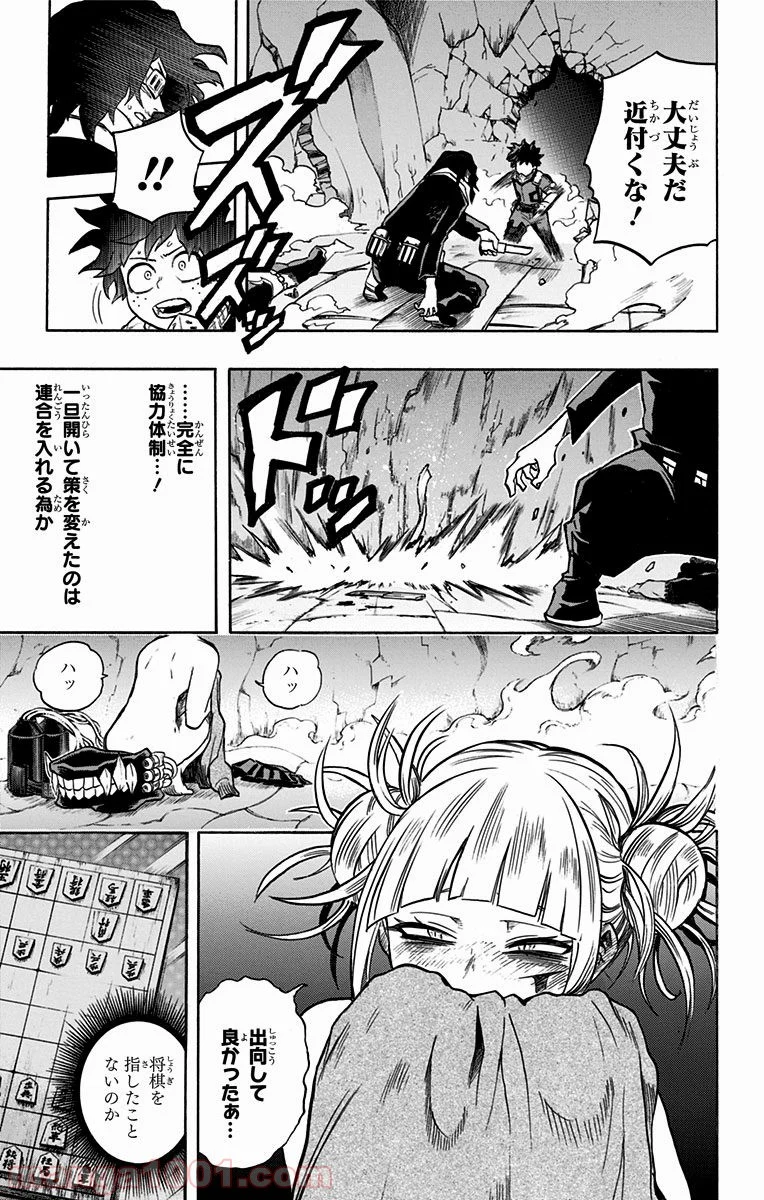 大丈夫だ
近付くな!
ズズズッ
!!
ドッ
……完全に
協力体制…!
一旦開いて策を変えたのは
連合を入れる為か
ハッ
ハッ
出向して
良かったぁ…
将棋を
指したこと
ないのか
manga1001.com